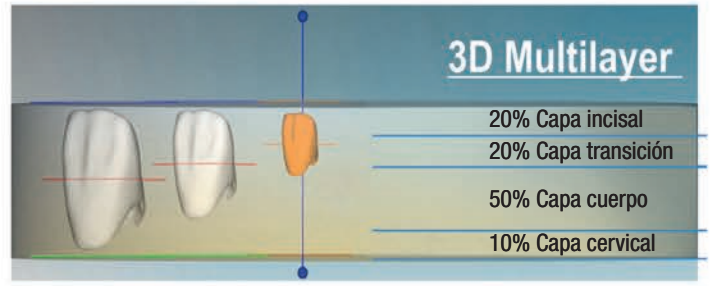 3D Multilayer
20% Capa incisal
20% Capa transición
50% Capa cuerpo
10% Capa cervical